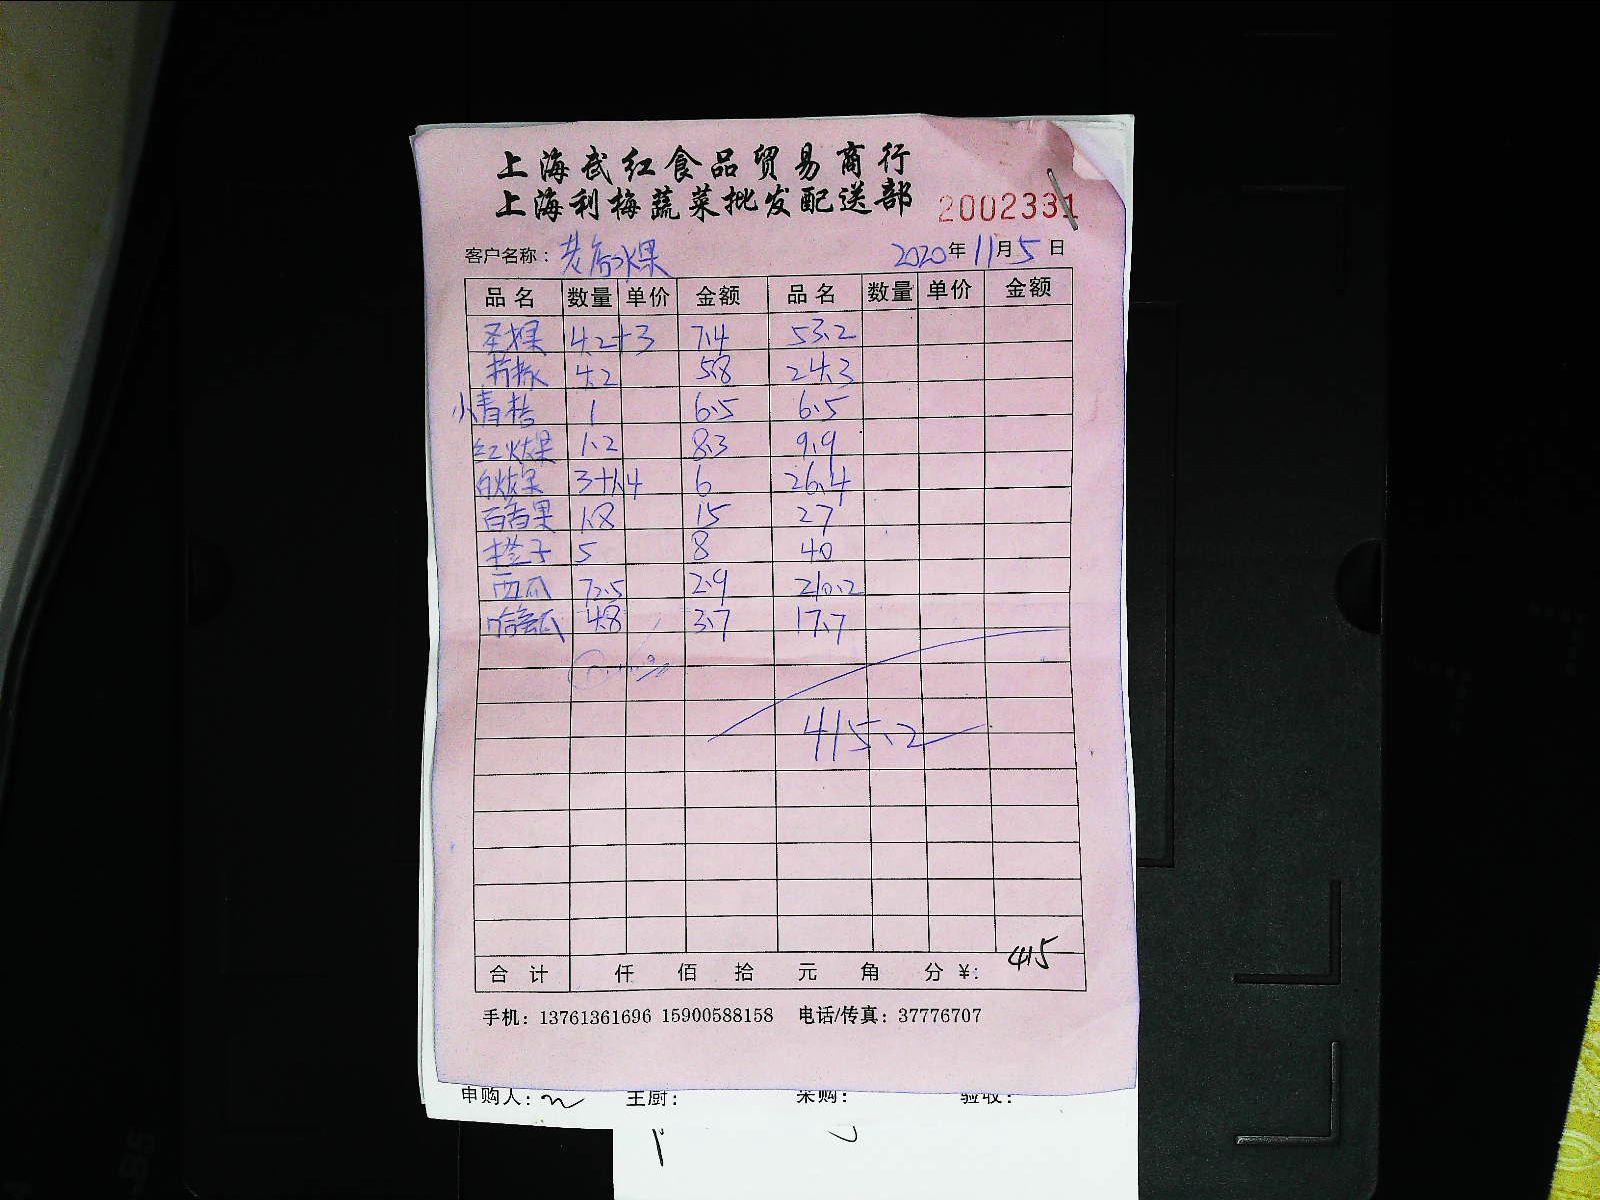 上海武红食品贸易商行
上海利梅蔬菜批发配送部 2002331
客户名称: 水果 2020年11月5日
品名 数量 单价 金额 品名 数量 单价 金额
圣女果 4.2+3 7.4 53.2
4.2 5.8 24.3
小青桔 1 6.5 6.5
红火龙果 1.2 8.3 9.9
白火龙果 3+1.4 6 26.4
百香果 1.8 15 27
橙子 5 8 40
西瓜 72.5 2.9 210.2
哈密瓜 4.8 3.7 17.7
415.2
合计 仟 佰 拾 元 角 分 ¥: 415
手机: 13761361696 15900588158 电话/传真: 37776707
申购人: 主厨: 采购: 验收: